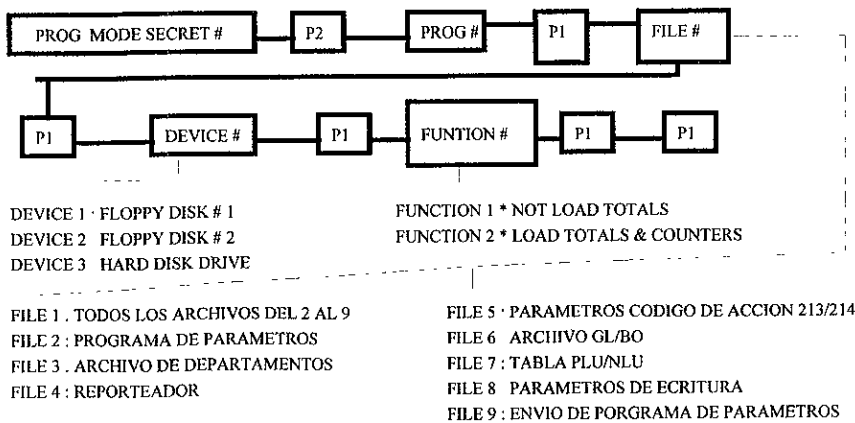 PROG MODE SECRET # P2 PROG # P1 FILE #
P1 DEVICE # P1 FUNTION # P1 P1
DEVICE 1 · FLOPPY DISK # 1
DEVICE 2 FLOPPY DISK # 2
DEVICE 3 HARD DISK DRIVE
FUNCTION 1 * NOT LOAD TOTALS
FUNCTION 2 * LOAD TOTALS & COUNTERS
FILE 1 . TODOS LOS ARCHIVOS DEL 2 AL 9
FILE 2 : PROGRAMA DE PARAMETROS
FILE 3 . ARCHIVO DE DEPARTAMENTOS
FILE 4 : REPORTEADOR
FILE 5 · PARAMETROS CODIGO DE ACCION 213/214
FILE 6 ARCHIVO GL/BO
FILE 7 : TABLA PLU/NLU
FILE 8 PARAMETROS DE ECRITURA
FILE 9 : ENVIO DE PORGRAMA DE PARAMETROS